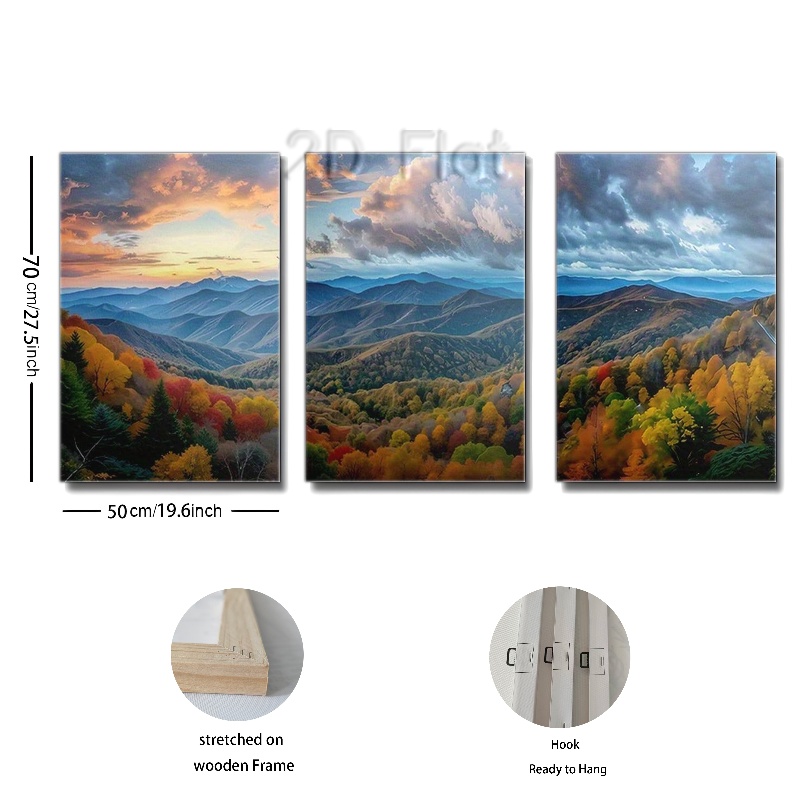 2D Flat
70cm/27.5inch
50cm/19.6inch
stretched on
wooden Frame
Hook
Ready to Hang